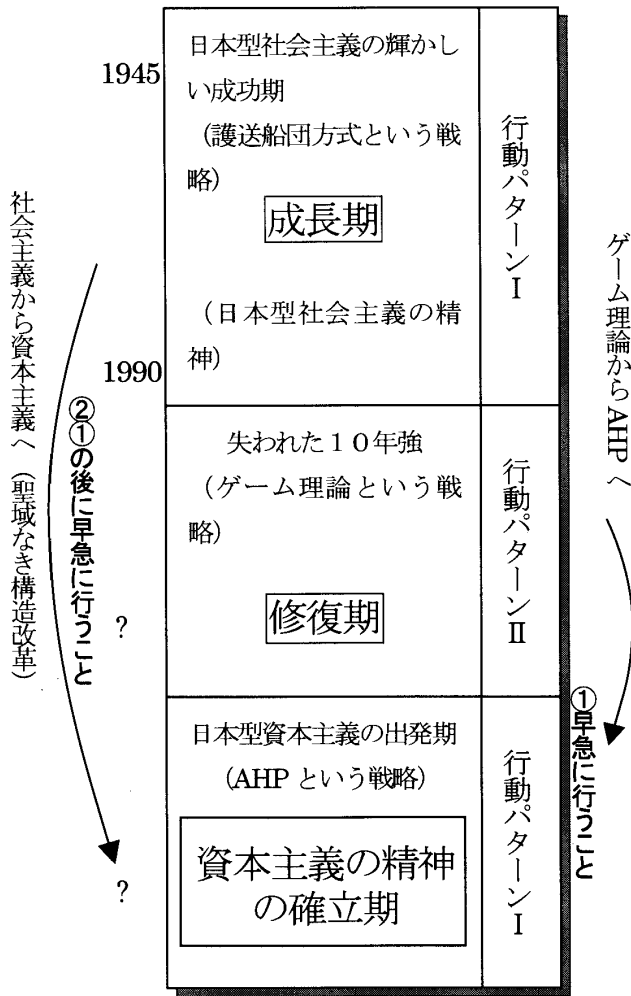 1945
日本型社会主義の輝かし
い成功期
（護送船団方式という戦
略）
成長期
（日本型社会主義の精
神）
1990
行動パターンⅠ
失われた１０年強
（ゲーム理論という戦
略）
修復期
?
行動パターンⅡ
日本型資本主義の出発期
（AHP という戦略）
資本主義の精神
の確立期
?
行動パターンⅠ
社会主義から資本主義へ（聖域なき構造改革）
②①の後に早急に行うこと
ゲーム理論から AHP へ
①早急に行うこと